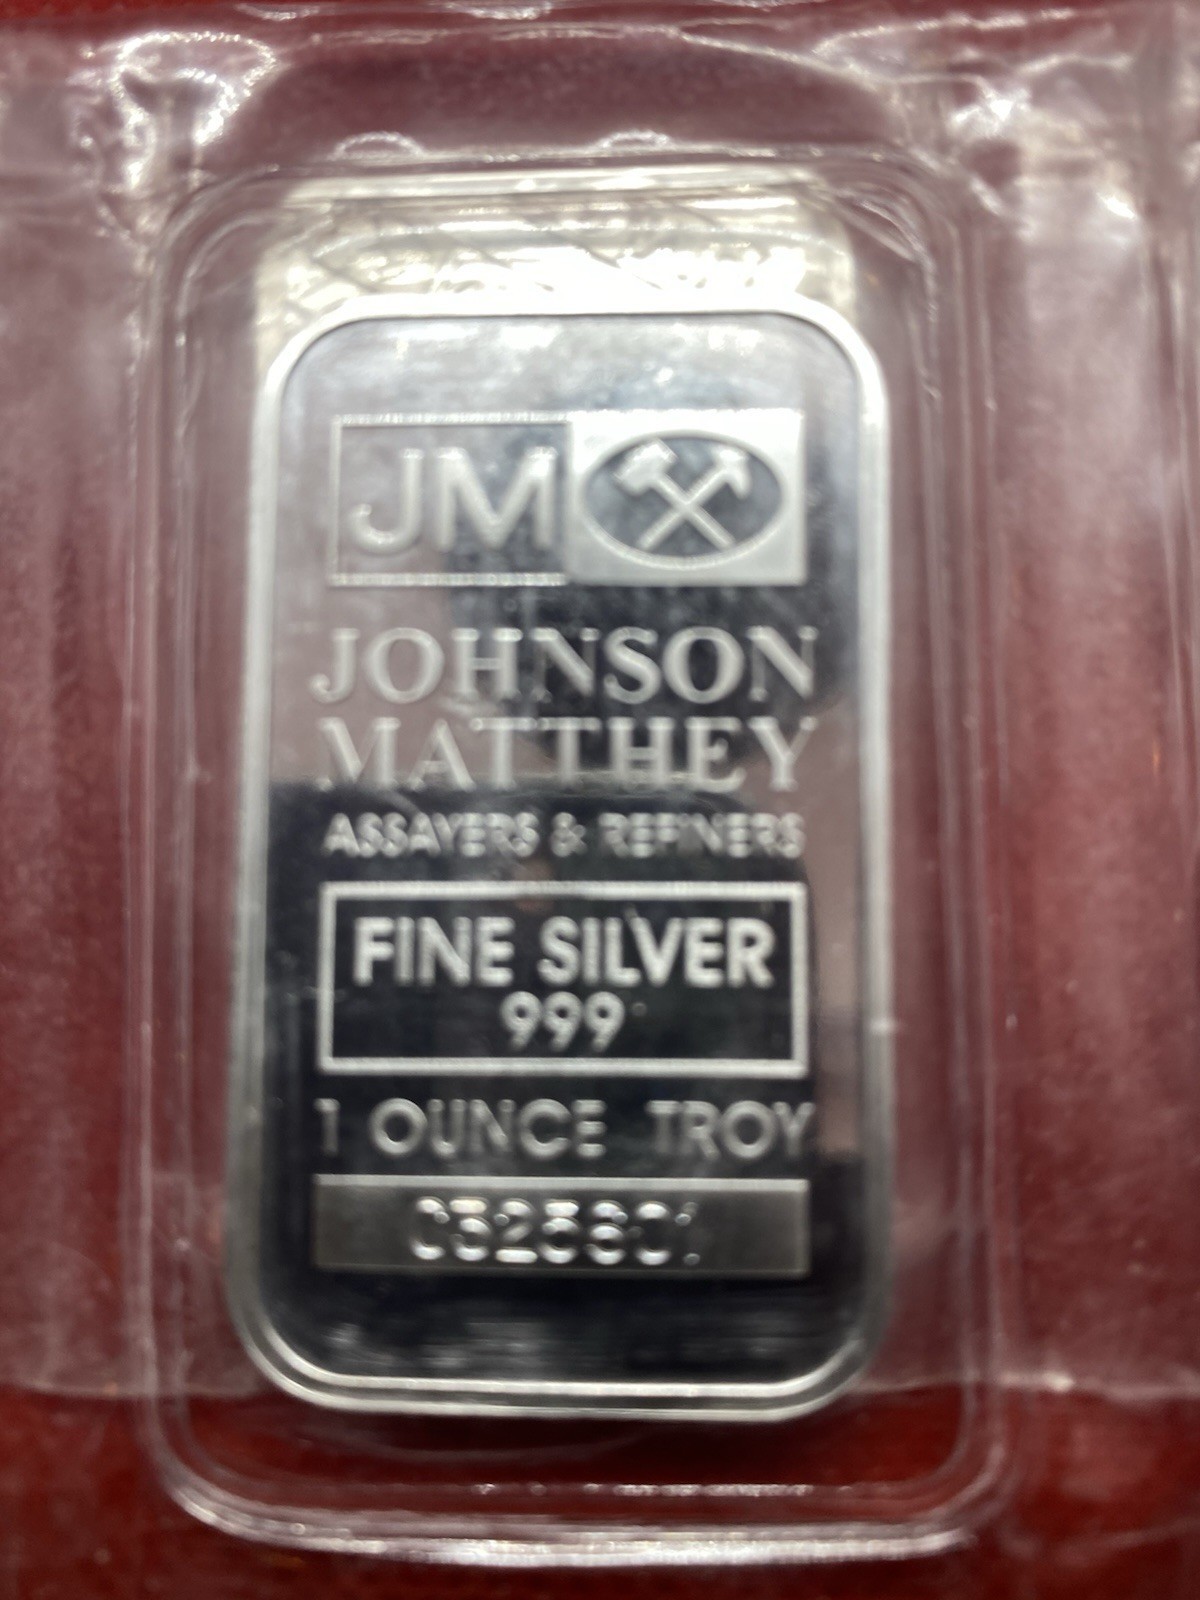 JM
JOHNSON
MATTHEY
ASSAYERS & REFINERS
FINE SILVER
999
1 OUNCE TROY